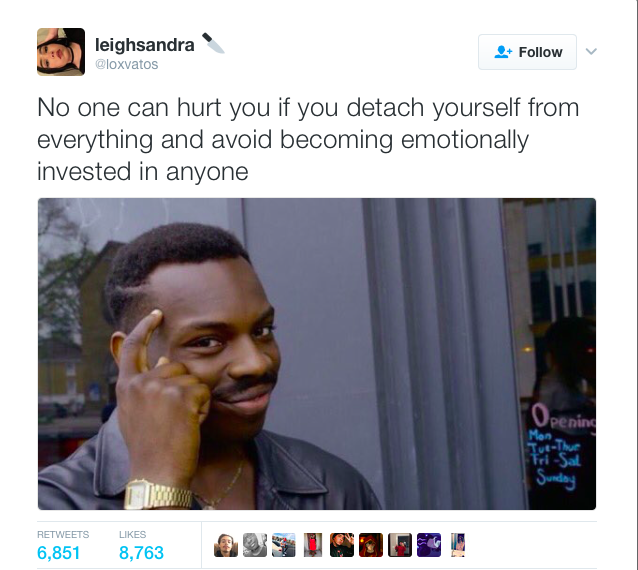 leighsandra
@loxvatos
Follow
No one can hurt you if you detach yourself from
everything and avoid becoming emotionally
invested in anyone
Opening
Mon
Tue-Thur
Fri -Sat
Sunday
RETWEETS
LIKES
6,851
8,763